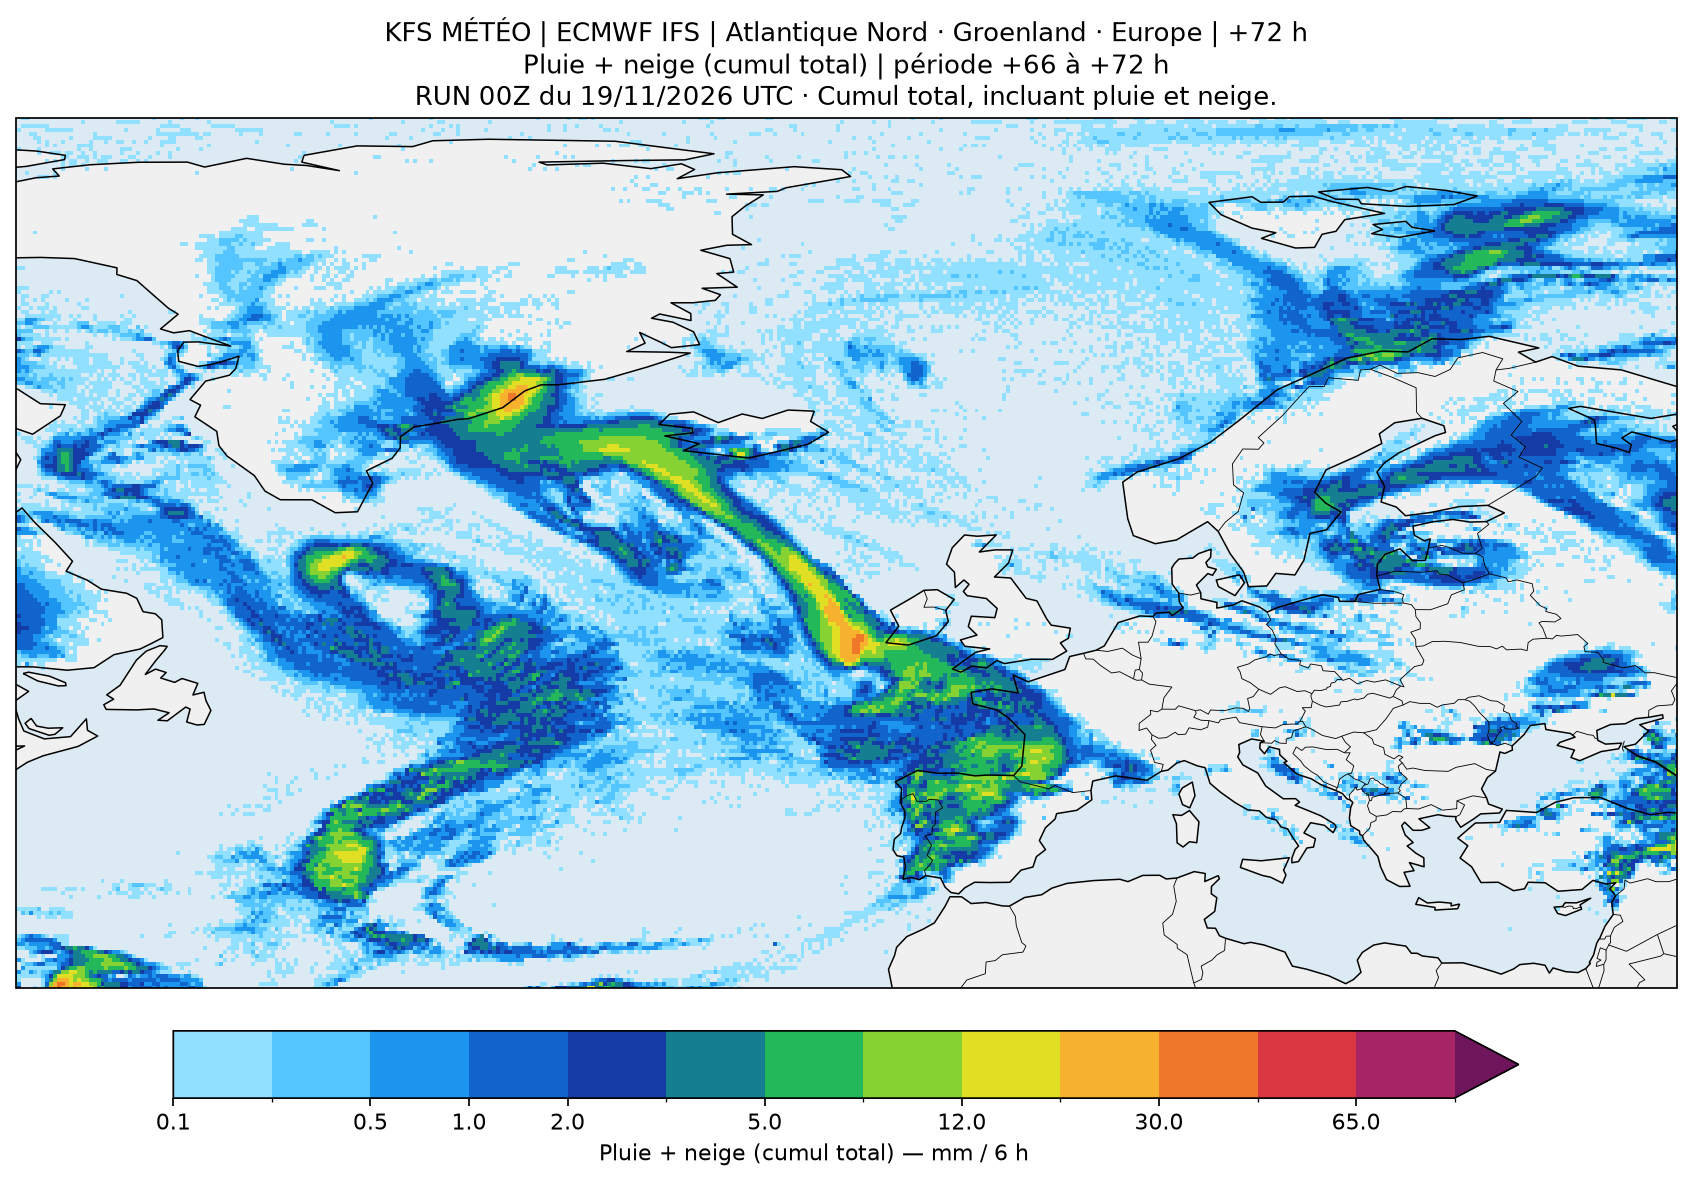 KFS MÉTÉO | ECMWF IFS | Atlantique Nord · Groenland · Europe | +72 h
Pluie + neige (cumul total) | période +66 à +72 h
RUN 00Z du 19/11/2026 UTC · Cumul total, incluant pluie et neige.
0.1 0.5 1.0 2.0 5.0 12.0 30.0 65.0
Pluie + neige (cumul total) — mm / 6 h